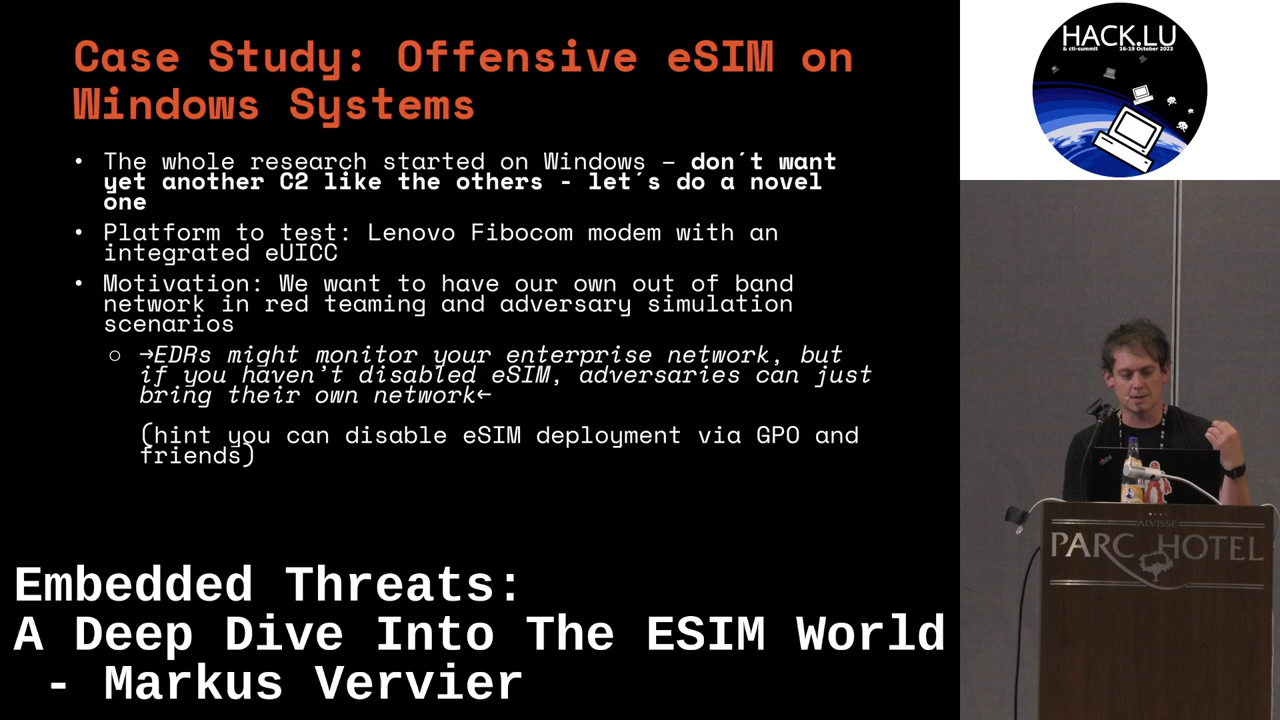 Case Study: Offensive eSIM on
Windows Systems
• The whole research started on Windows – don´t want
yet another C2 like the others - let´s do a novel
one
• Platform to test: Lenovo Fibocom modem with an
integrated eUICC
• Motivation: We want to have our own out of band
network in red teaming and adversary simulation
scenarios
○ →EDRs might monitor your enterprise network, but
if you haven’t disabled eSIM, adversaries can just
bring their own network←
(hint you can disable eSIM deployment via GPO and
friends)
Embedded Threats:
A Deep Dive Into The ESIM World
- Markus Vervier
HACK.LU
& cti-summit 16-19 October 2023
ALVISSE
PARC HOTEL